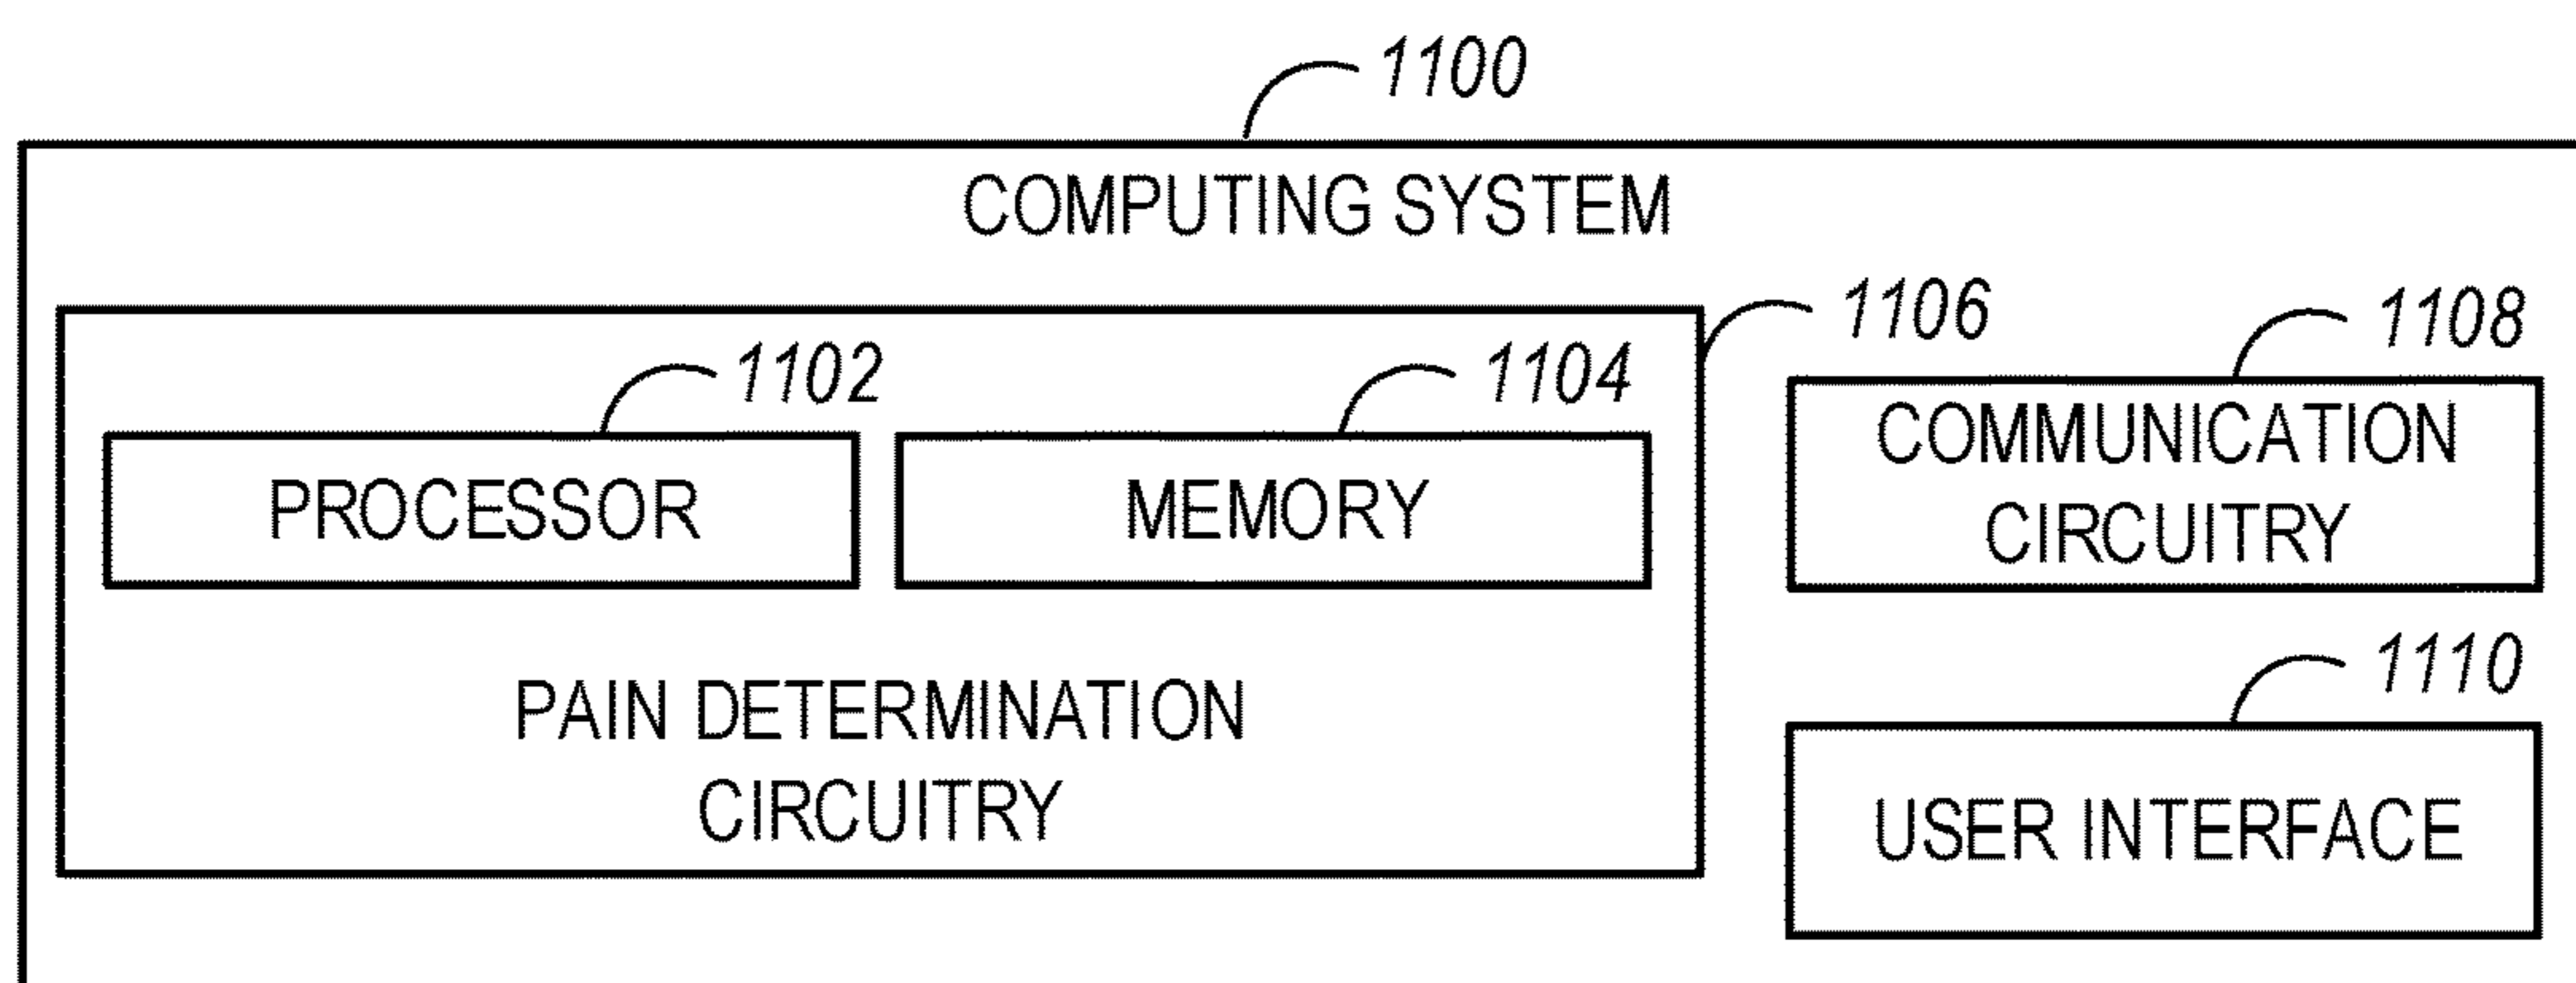 1100
COMPUTING SYSTEM
1106
1108
1102
1104
COMMUNICATION
CIRCUITRY
PROCESSOR
MEMORY
1110
PAIN DETERMINATION
CIRCUITRY
USER INTERFACE